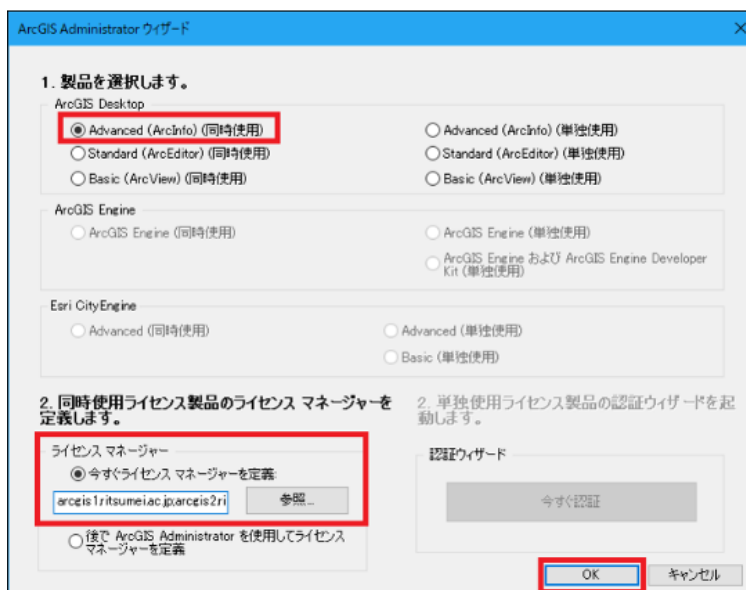 ArcGIS Administrator ウィザード
1. 製品を選択します。
ArcGIS Desktop
Advanced (ArcInfo) (同時使用)
Advanced (ArcInfo) (単独使用)
Standard (ArcEditor) (同時使用)
Standard (ArcEditor) (単独使用)
Basic (ArcView) (同時使用)
Basic (ArcView) (単独使用)
ArcGIS Engine
ArcGIS Engine (同時使用)
ArcGIS Engine (単独使用)
ArcGIS Engine および ArcGIS Engine Developer
Kit (単独使用)
Esri CityEngine
Advanced (同時使用)
Advanced (単独使用)
Basic (単独使用)
2. 同時使用ライセンス製品のライセンス マネージャーを
定義します。
ライセンス マネージャー
今すぐライセンス マネージャーを定義:
arcgis1.ritsumei.ac.jp;arcgis2.ri
参照...
後で ArcGIS Administrator を使用してライセンス
マネージャーを定義
2. 単独使用ライセンス製品の認証ウィザードを起
動します。
認証ウィザード
今すぐ認証
OK
キャンセル